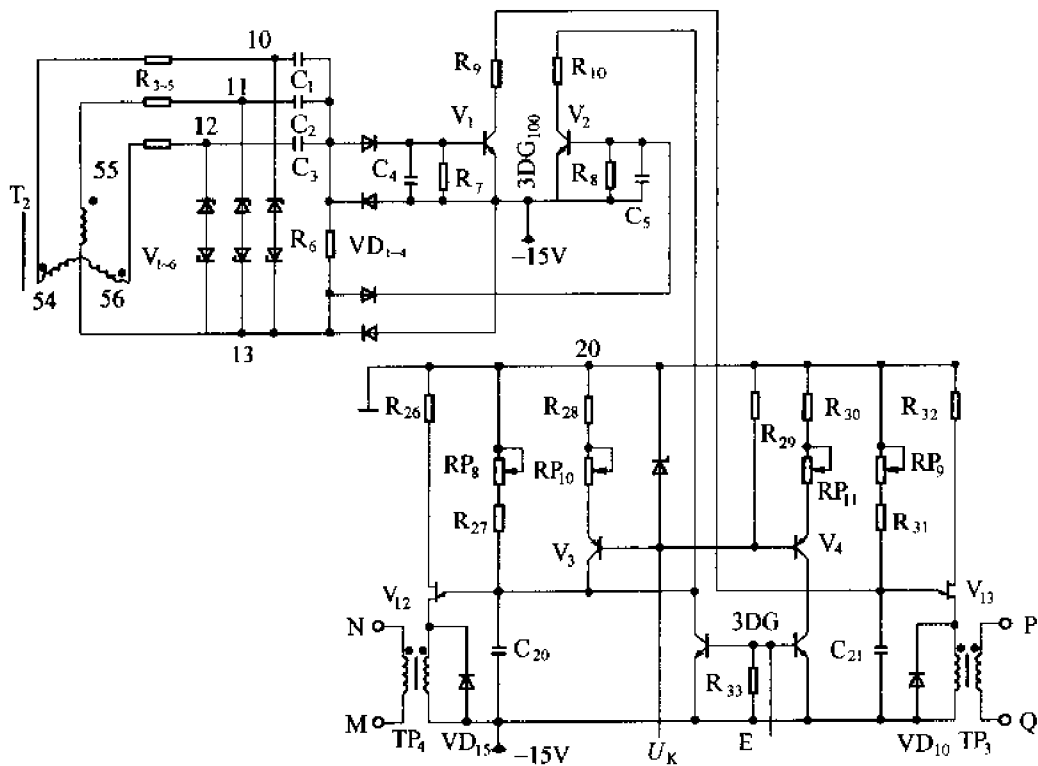 10
R₃₋₅
C₁
11
C₂
12
C₃
55
T₂
54
56
V₁₋₆
13
R₆
VD₁₋₄
C₄
R₇
R₉
V₁
3DG₁₀₀
R₁₀
V₂
R₈
C₅
-15V
20
R₂₆
RP₈
R₂₇
R₂₈
RP₁₀
V₃
R₂₉
R₃₀
RP₁₁
V₄
R₃₂
RP₉
R₃₁
V₁₂
V₁₃
N
M
TP₄
VD₁₅
C₂₀
-15V
3DG
R₃₃
U_K
E
C₂₁
VD₁₀
TP₃
P
Q